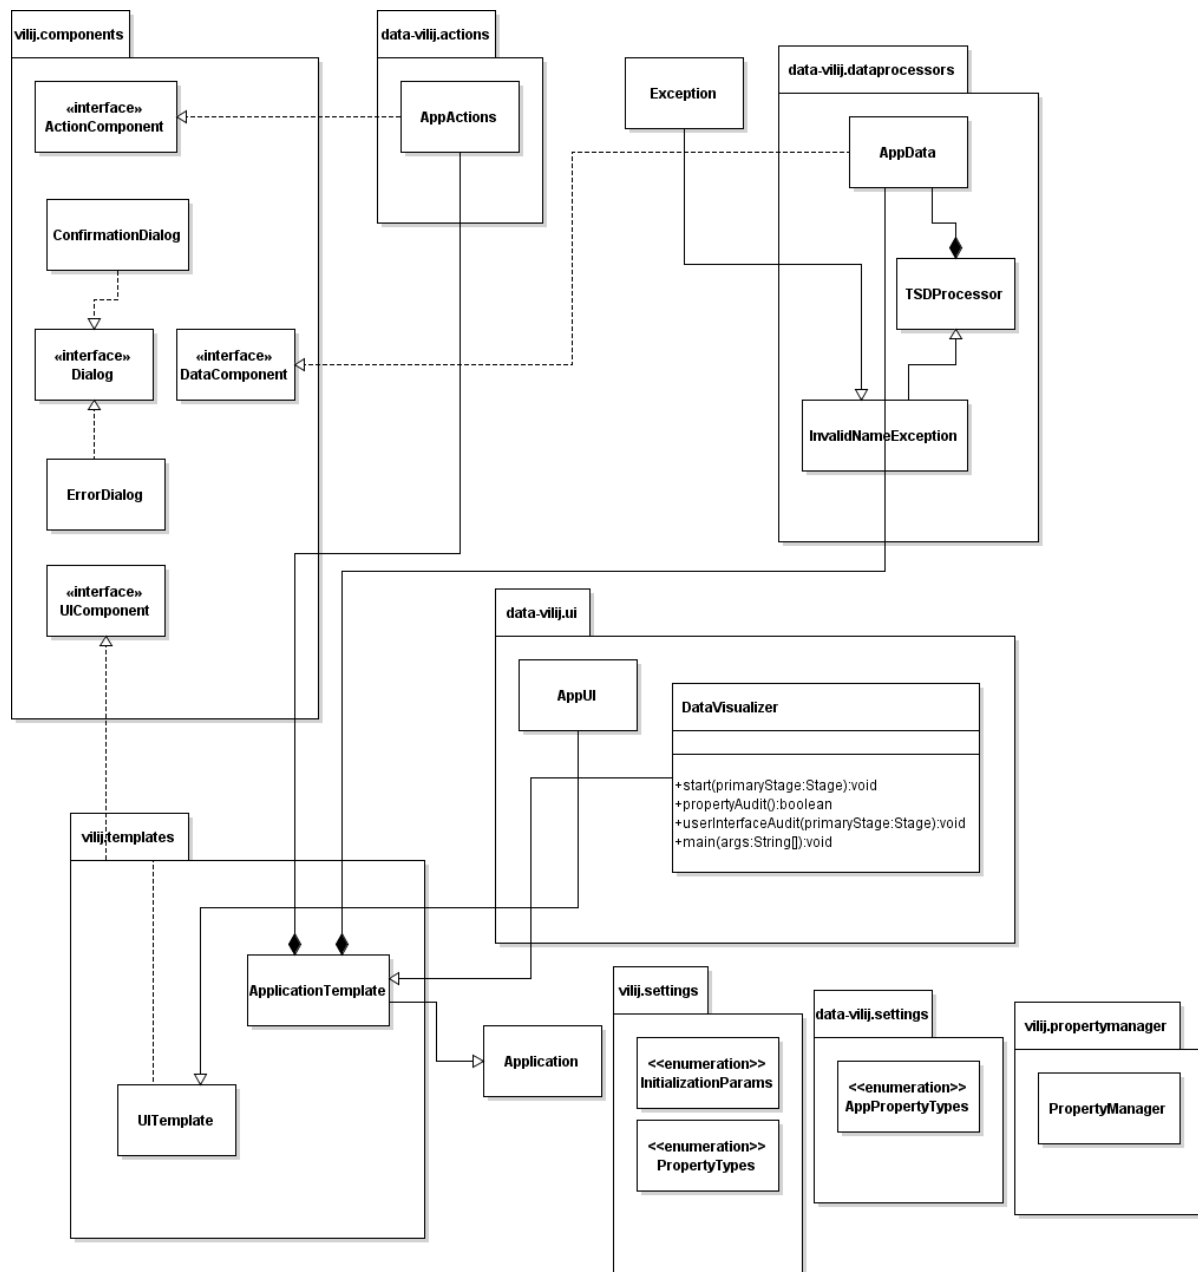 vilij.components
«interface»
ActionComponent
ConfirmationDialog
«interface»
Dialog
«interface»
DataComponent
ErrorDialog
«interface»
UIComponent
data-vilij.actions
AppActions
Exception
data-vilij.dataprocessors
AppData
TSDProcessor
InvalidNameException
data-vilij.ui
AppUI
DataVisualizer
+start(primaryStage:Stage):void
+propertyAudit():boolean
+userInterfaceAudit(primaryStage:Stage):void
+main(args:String[]):void
vilij.templates
ApplicationTemplate
UITemplate
Application
vilij.settings
<<enumeration>>
InitializationParams
<<enumeration>>
PropertyTypes
data-vilij.settings
<<enumeration>>
AppPropertyTypes
vilij.propertymanager
PropertyManager